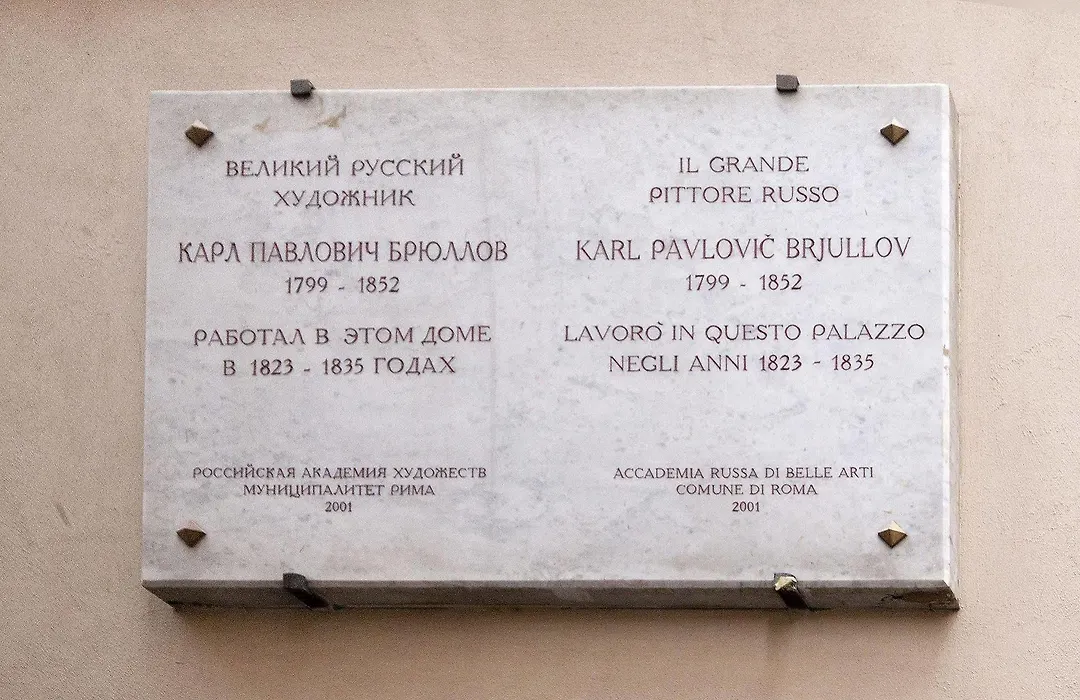 ВЕЛИКИЙ РУССКИЙ
ХУДОЖНИК
КАРЛ ПАВЛОВИЧ БРЮЛЛОВ
1799 - 1852
РАБОТАЛ В ЭТОМ ДОМЕ
В 1823 - 1835 ГОДАХ
РОССИЙСКАЯ АКАДЕМИЯ ХУДОЖЕСТВ
МУНИЦИПАЛИТЕТ РИМА
2001
IL GRANDE
PITTORE RUSSO
KARL PAVLOVIČ BRJULLOV
1799 - 1852
LAVORO' IN QUESTO PALAZZO
NEGLI ANNI 1823 - 1835
ACCADEMIA RUSSA DI BELLE ARTI
COMUNE DI ROMA
2001